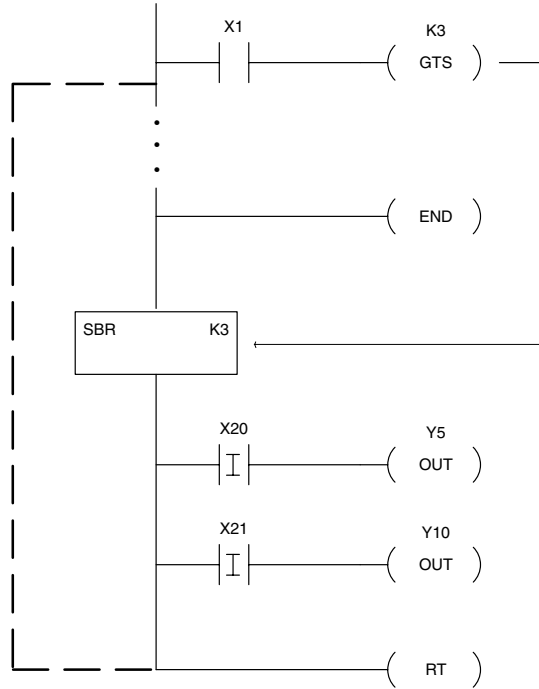 X1 K3
GTS
END
SBR K3
X20 Y5
OUT
X21 Y10
OUT
RT